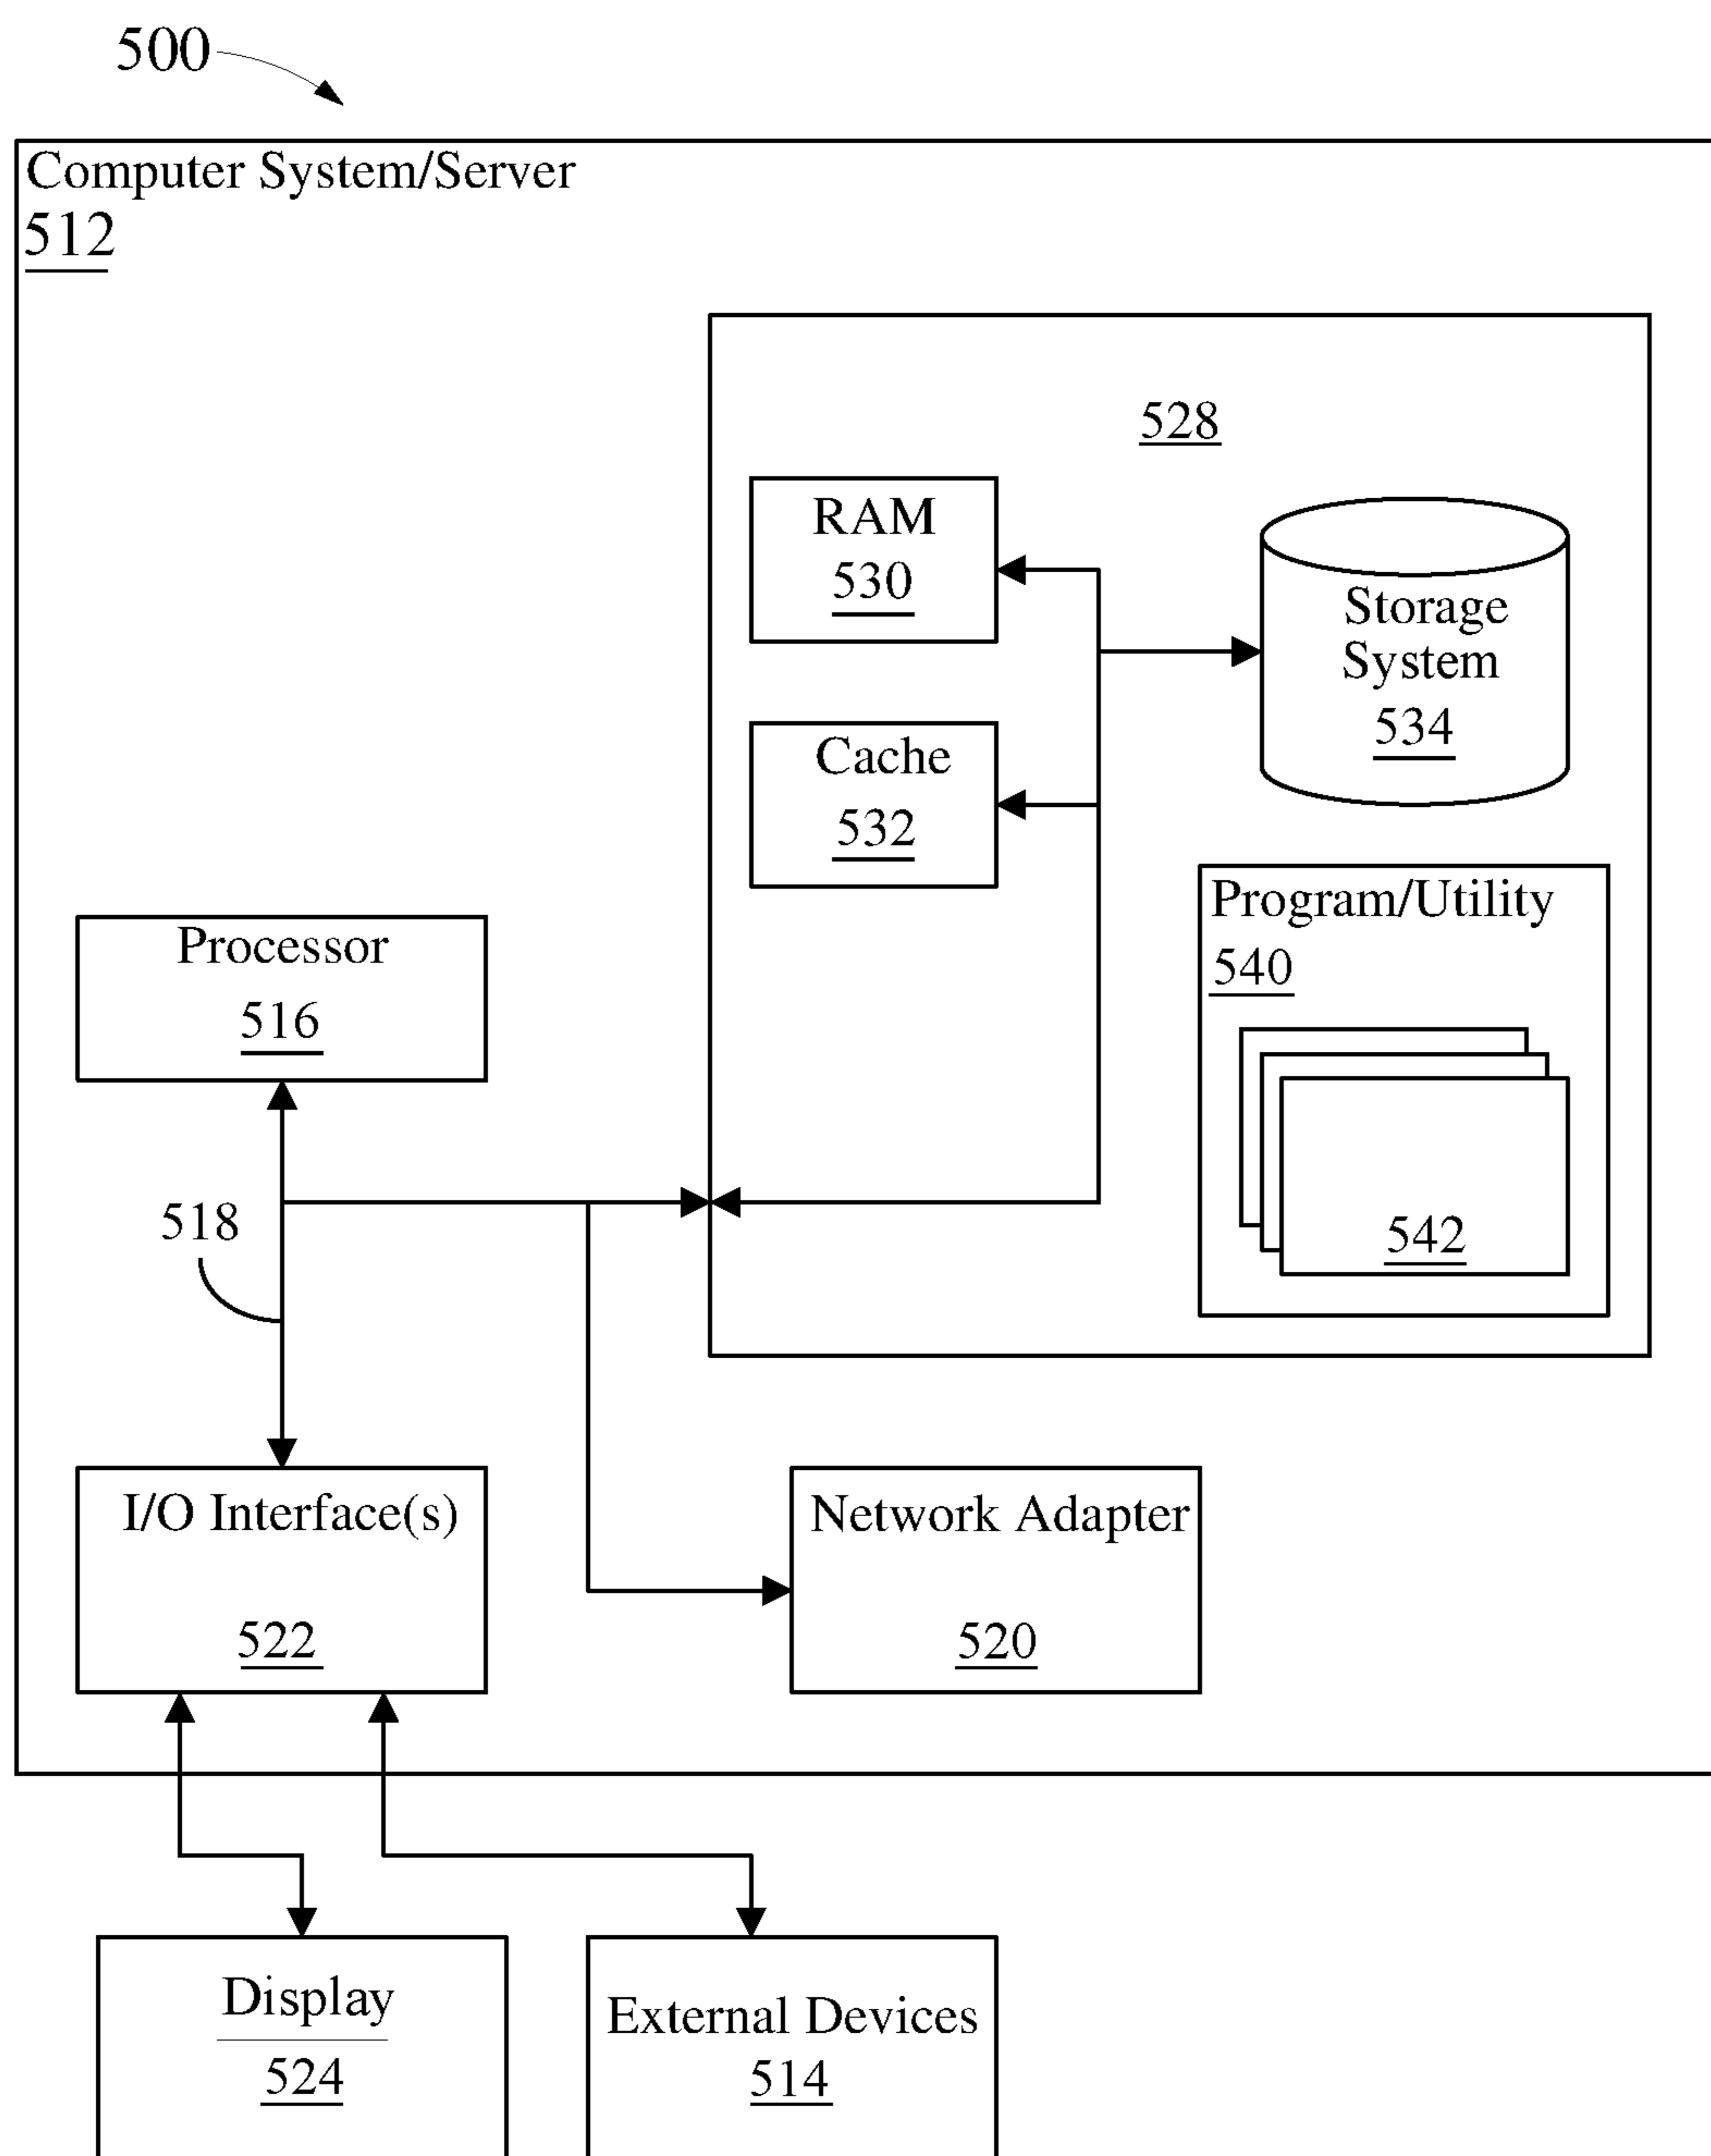 500
Computer System/Server
512
528
RAM
530
Storage
System
534
Cache
532
Program/Utility
540
Processor
516
542
518
I/O Interface(s)
522
Network Adapter
520
Display
524
External Devices
514